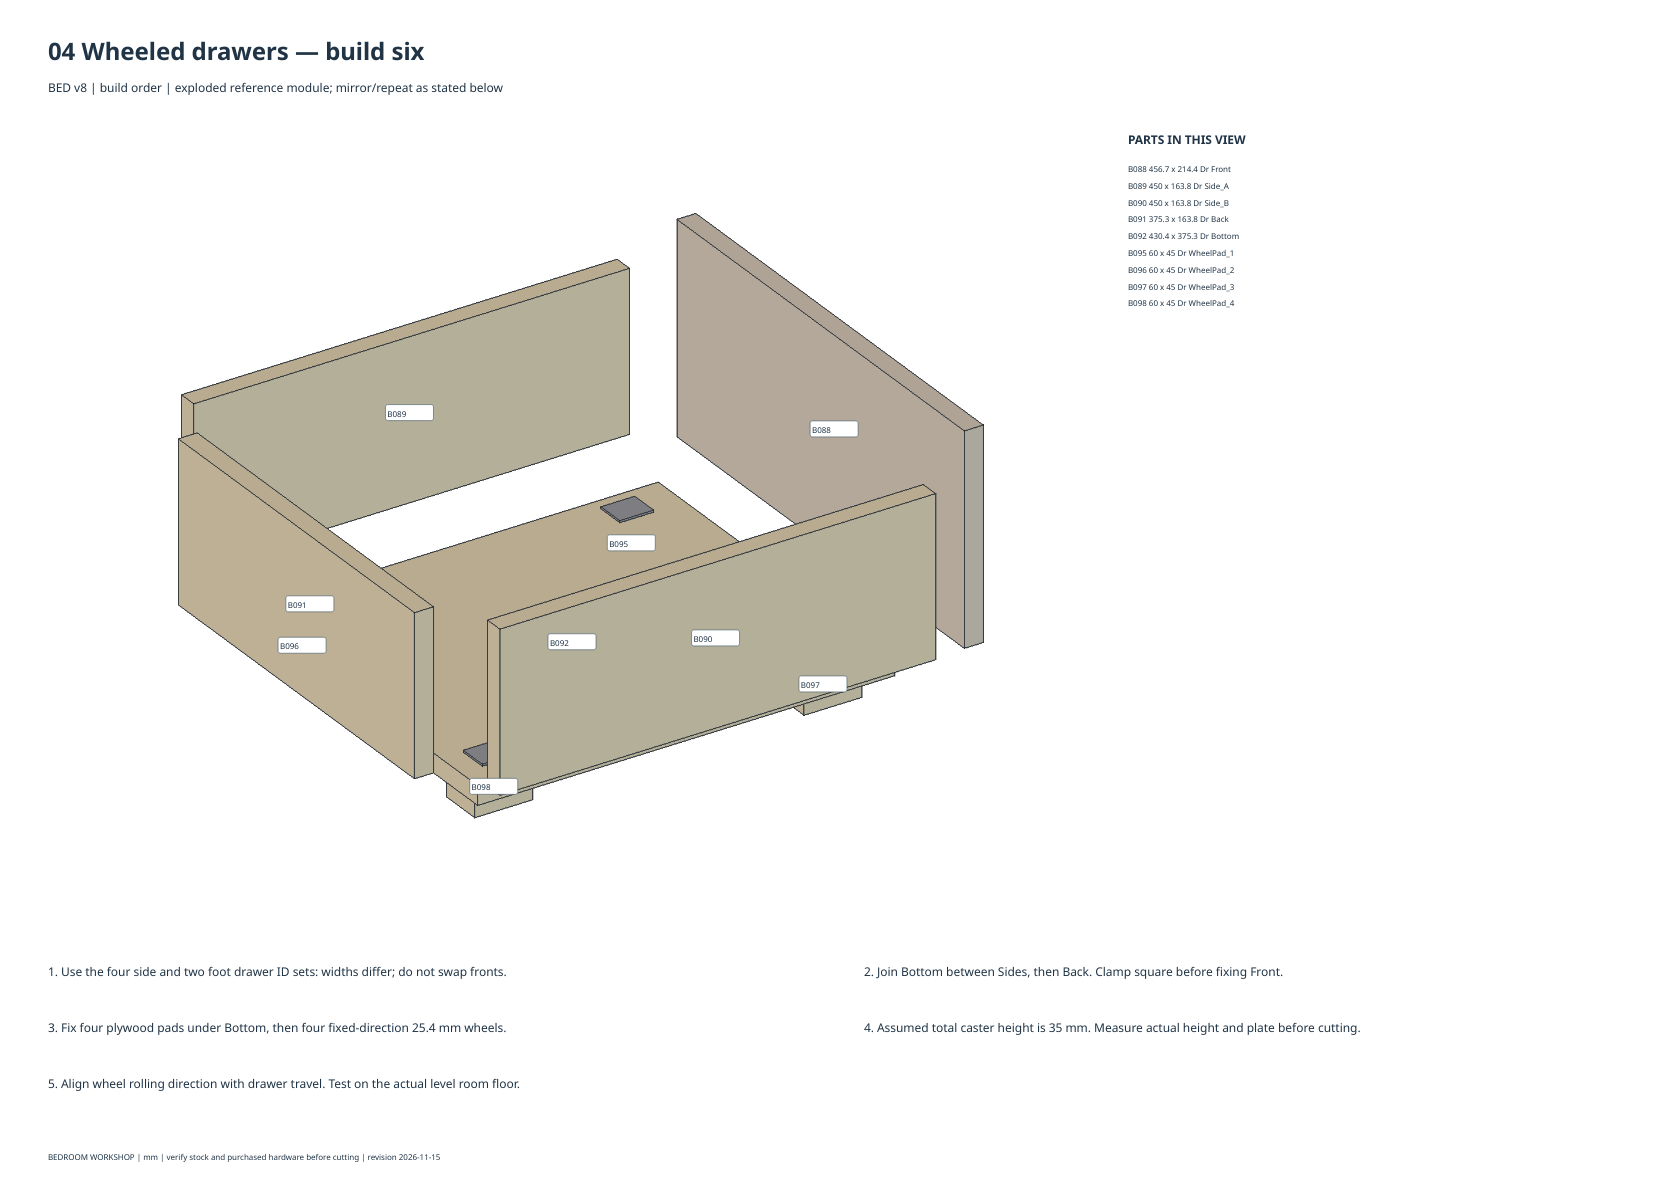 04 Wheeled drawers — build six
BED v8 | build order | exploded reference module; mirror/repeat as stated below
PARTS IN THIS VIEW
B088 456.7 x 214.4 Dr Front
B089 450 x 163.8 Dr Side_A
B090 450 x 163.8 Dr Side_B
B091 375.3 x 163.8 Dr Back
B092 430.4 x 375.3 Dr Bottom
B095 60 x 45 Dr WheelPad_1
B096 60 x 45 Dr WheelPad_2
B097 60 x 45 Dr WheelPad_3
B098 60 x 45 Dr WheelPad_4
B089
B088
B095
B091
B096
B092
B090
B097
B098
1. Use the four side and two foot drawer ID sets: widths differ; do not swap fronts.
2. Join Bottom between Sides, then Back. Clamp square before fixing Front.
3. Fix four plywood pads under Bottom, then four fixed-direction 25.4 mm wheels.
4. Assumed total caster height is 35 mm. Measure actual height and plate before cutting.
5. Align wheel rolling direction with drawer travel. Test on the actual level room floor.
BEDROOM WORKSHOP | mm | verify stock and purchased hardware before cutting | revision 2026-11-15